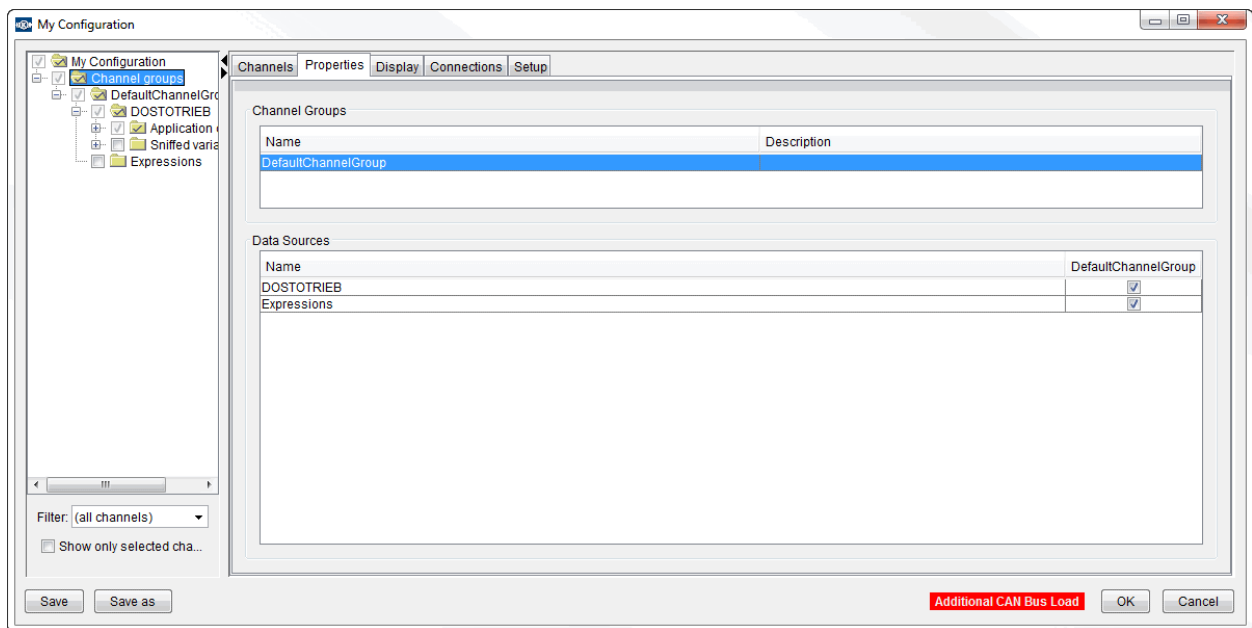 My Configuration
My Configuration
Channel groups
DefaultChannelGro
DOSTOTRIEB
Application
Sniffed varia
Expressions
Filter: (all channels)
Show only selected cha...
Channels Properties Display Connections Setup
Channel Groups
Name Description
DefaultChannelGroup
Data Sources
Name DefaultChannelGroup
DOSTOTRIEB
Expressions
Save Save as Additional CAN Bus Load OK Cancel